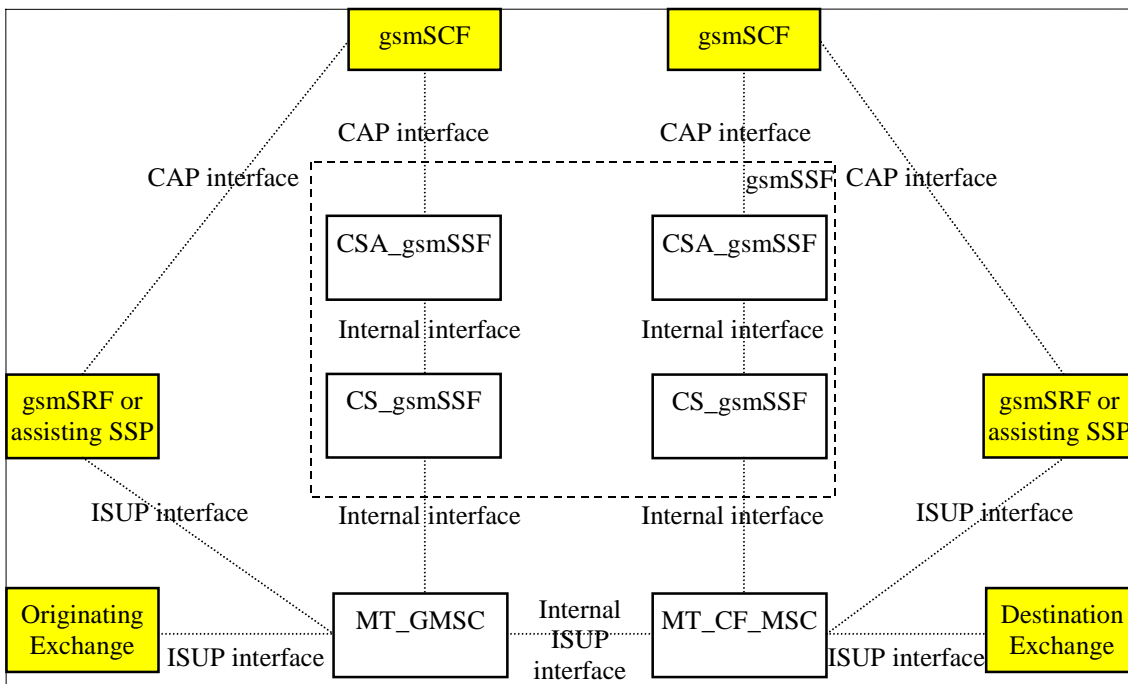 gsmSCF
gsmSCF
CAP interface
CAP interface
CAP interface
gsmSSF
CAP interface
CSA_gsmSSF
CSA_gsmSSF
Internal interface
Internal interface
gsmSRF or
assisting SSP
CS_gsmSSF
CS_gsmSSF
gsmSRF or
assisting SSP
ISUP interface
Internal interface
Internal interface
ISUP interface
Originating
Exchange
MT_GMSC
Internal
ISUP
interface
MT_CF_MSC
Destination
Exchange
ISUP interface
ISUP interface